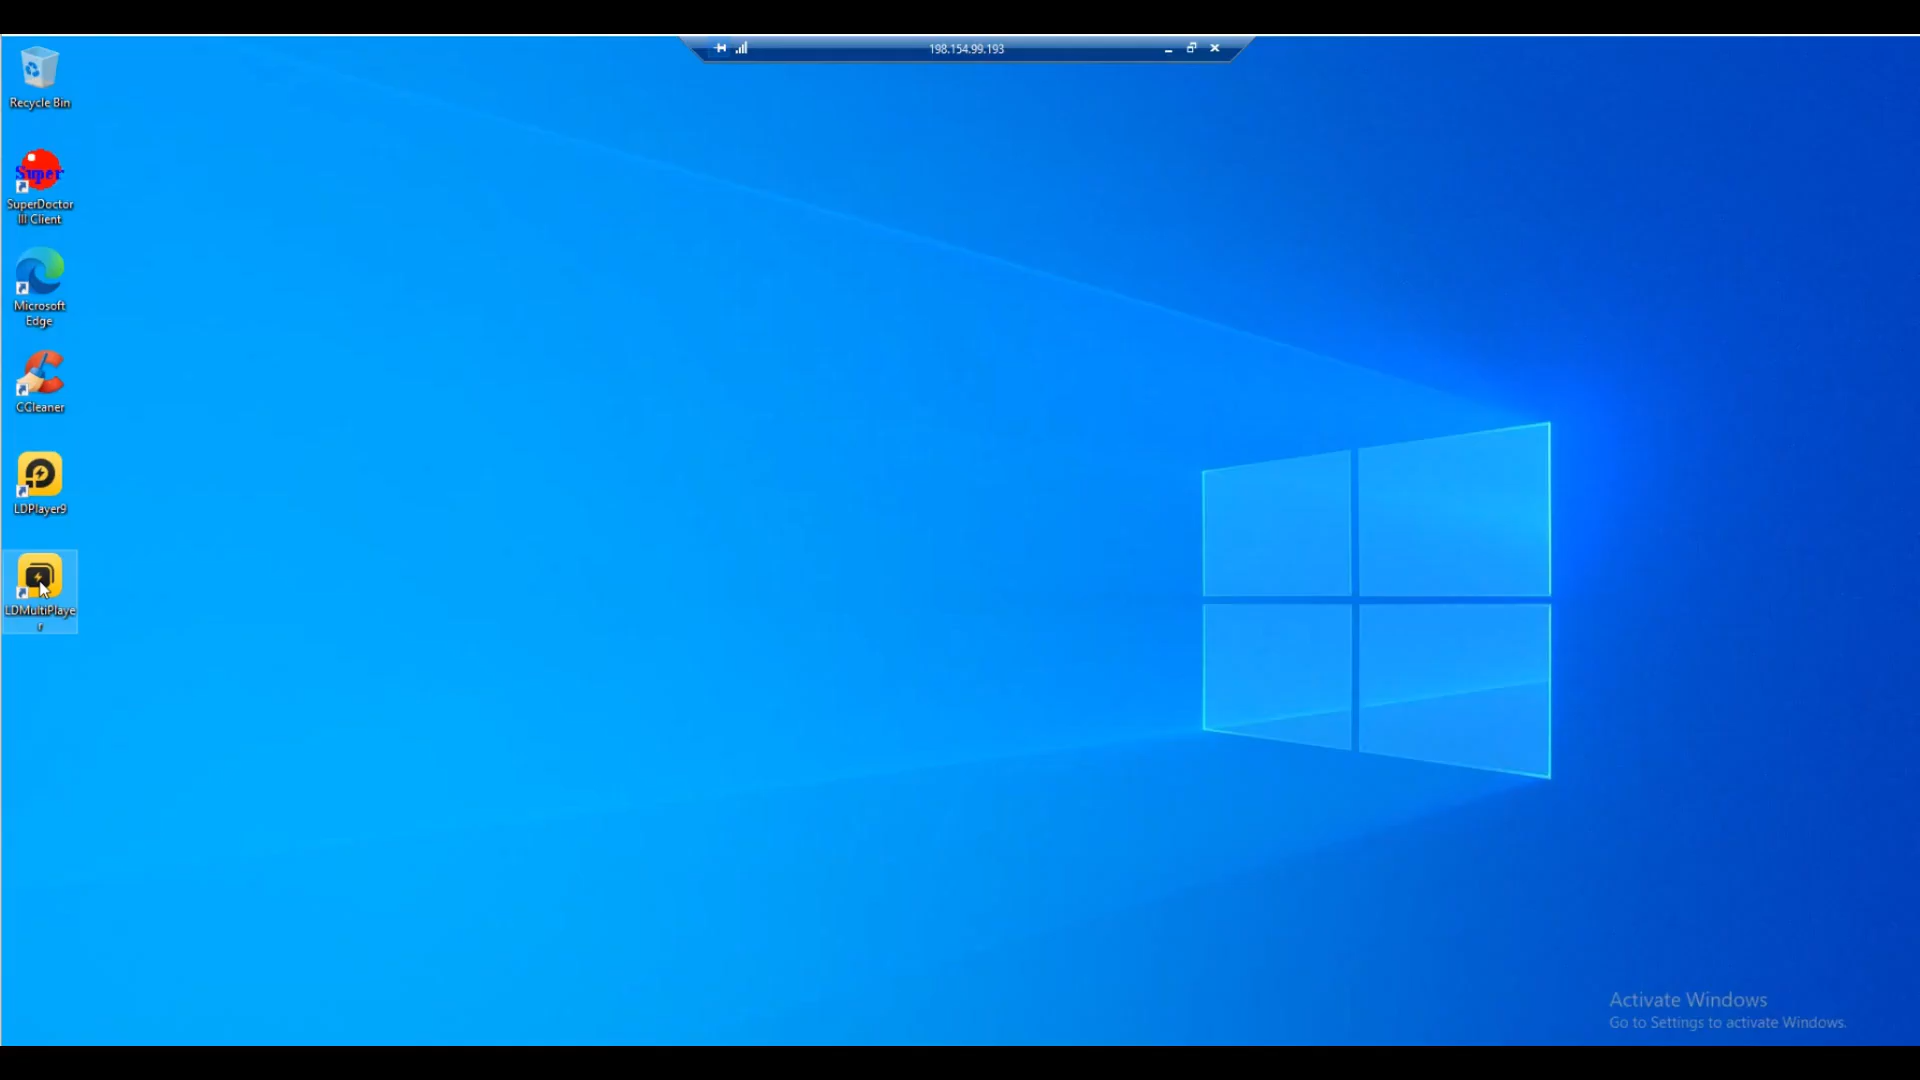 198.154.99.193
Recycle Bin
Super
SuperDoctor
III Client
Microsoft
Edge
CCleaner
LDPlayer9
LDMultiPlaye
r
Activate Windows
Go to Settings to activate Windows.